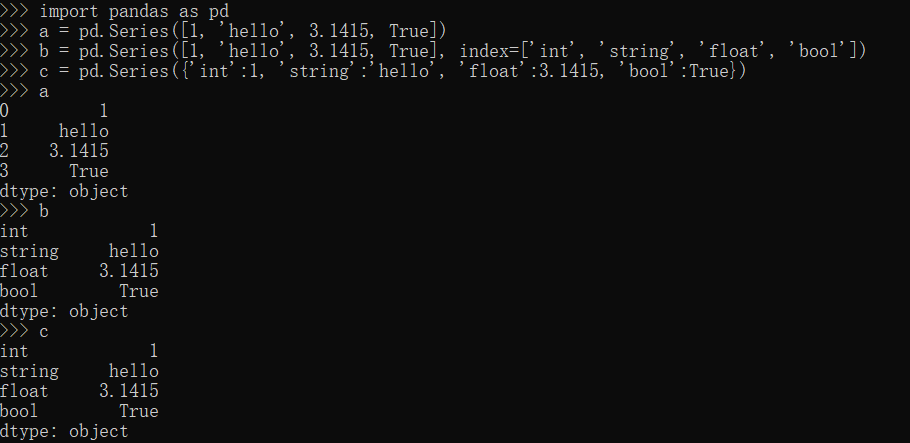 >>> import pandas as pd
>>> a = pd.Series([1, 'hello', 3.1415, True])
>>> b = pd.Series([1, 'hello', 3.1415, True], index=['int', 'string', 'float', 'bool'])
>>> c = pd.Series({'int':1, 'string':'hello', 'float':3.1415, 'bool':True})
>>> a
0         1
1     hello
2    3.1415
3      True
dtype: object
>>> b
int            1
string     hello
float     3.1415
bool        True
dtype: object
>>> c
int            1
string     hello
float     3.1415
bool        True
dtype: object